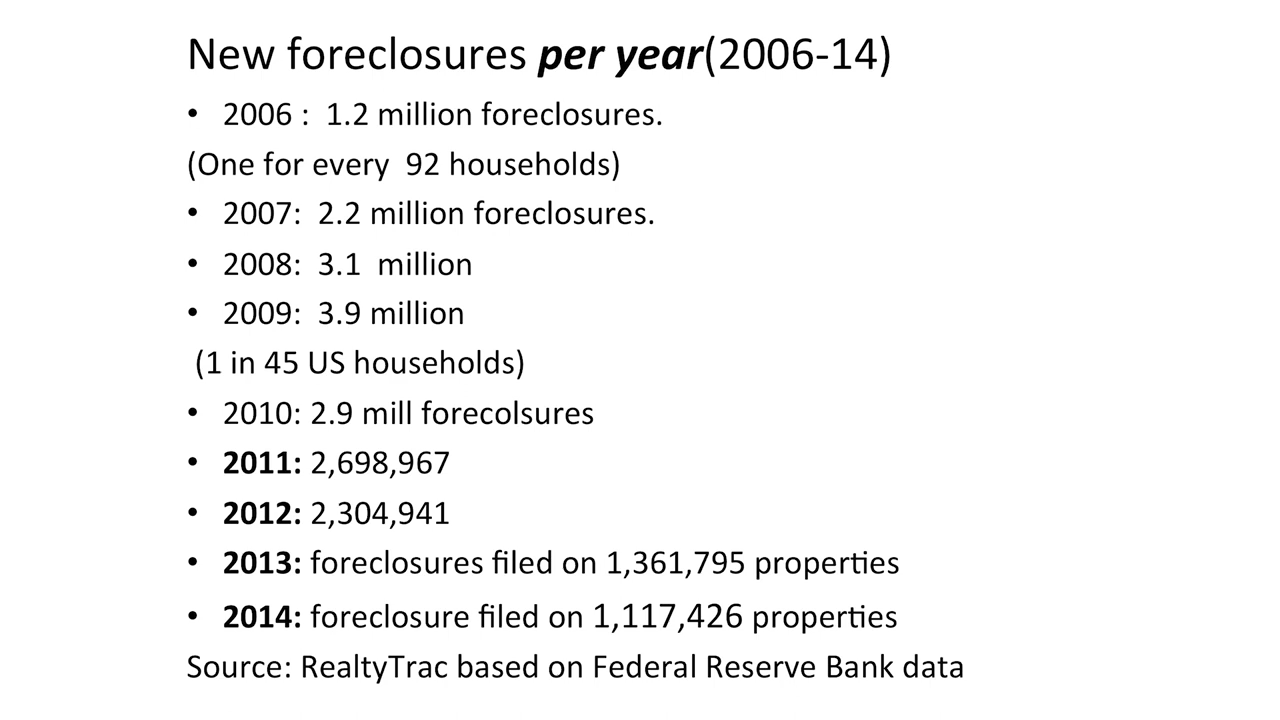 New foreclosures per year(2006-14)
• 2006 :  1.2 million foreclosures.
(One for every  92 households)
• 2007:  2.2 million foreclosures.
• 2008:  3.1  million
• 2009:  3.9 million
(1 in 45 US households)
• 2010: 2.9 mill forecolsures
• 2011: 2,698,967
• 2012: 2,304,941
• 2013: foreclosures filed on 1,361,795 properties
• 2014: foreclosure filed on 1,117,426 properties
Source: RealtyTrac based on Federal Reserve Bank data